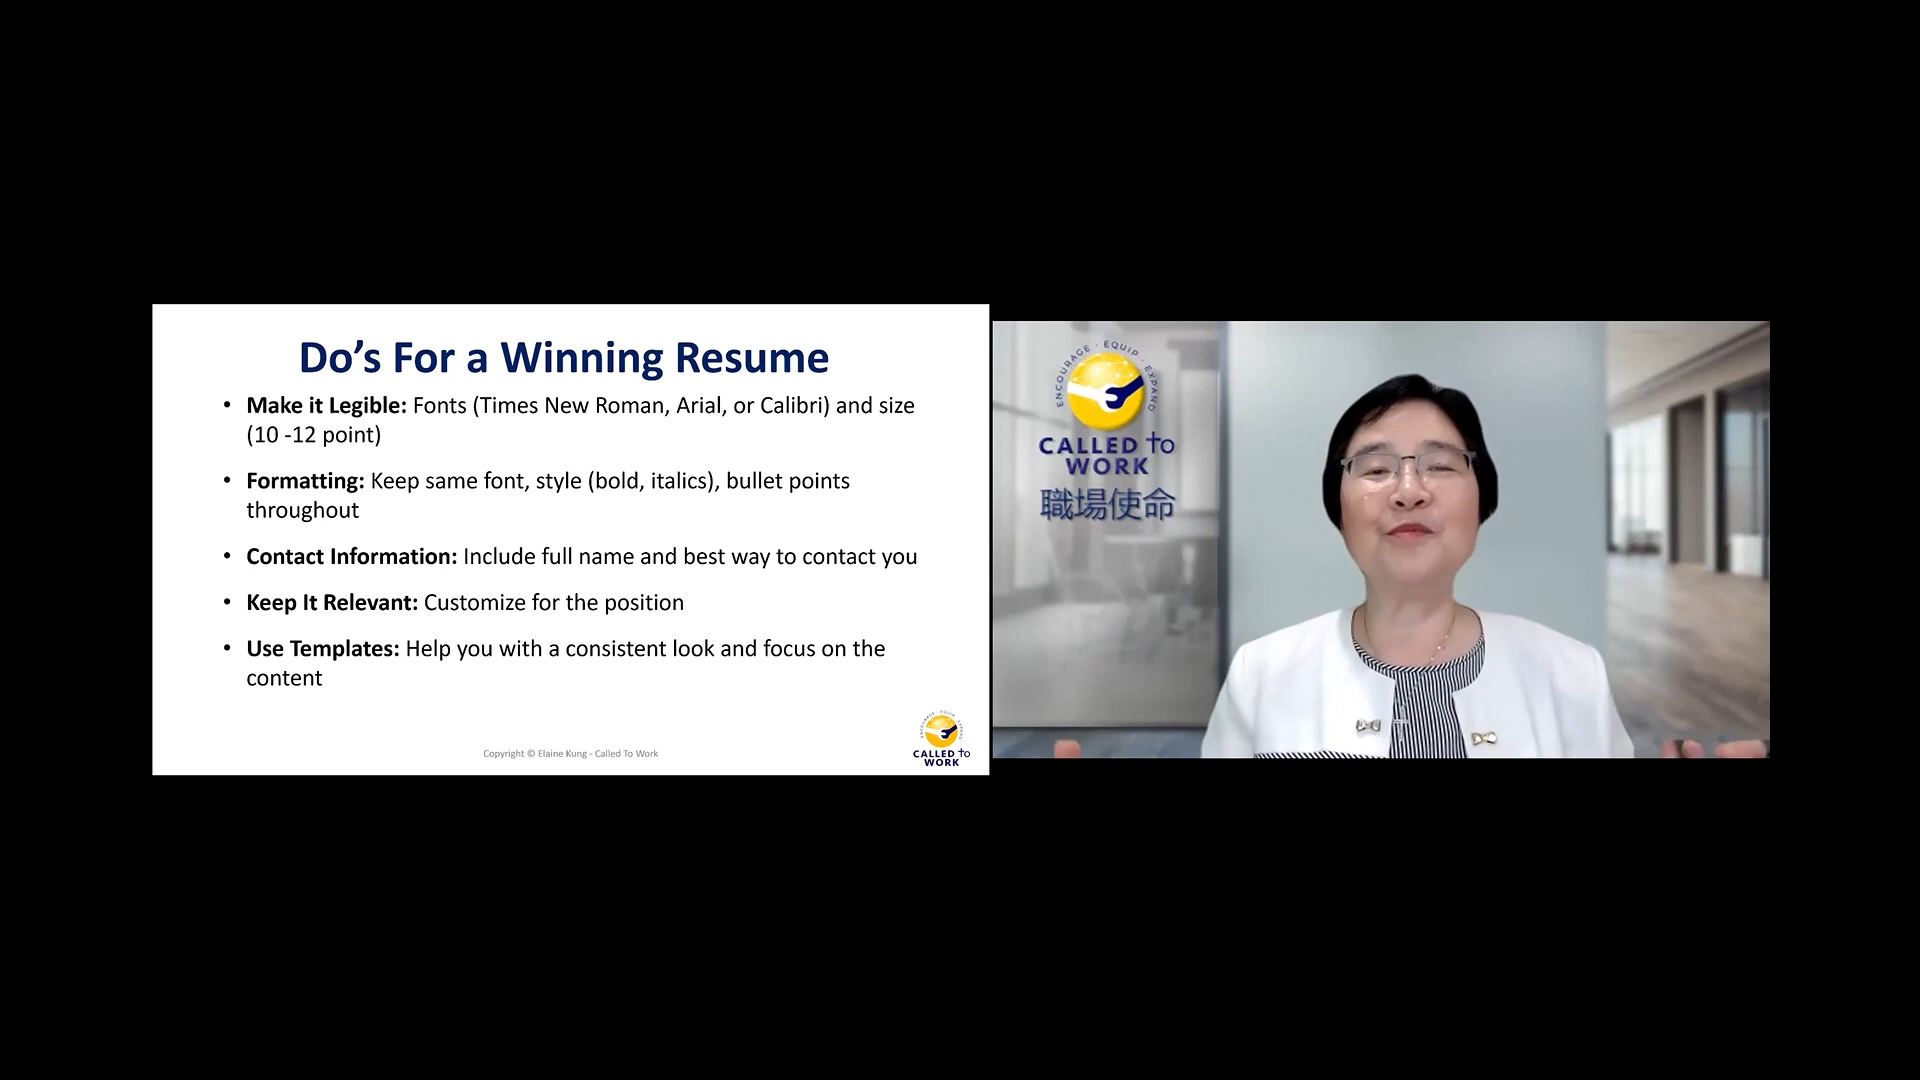 Do’s For a Winning Resume
• Make it Legible: Fonts (Times New Roman, Arial, or Calibri) and size
(10 -12 point)
• Formatting: Keep same font, style (bold, italics), bullet points
throughout
• Contact Information: Include full name and best way to contact you
• Keep It Relevant: Customize for the position
• Use Templates: Help you with a consistent look and focus on the
content
Copyright © Elaine Kung - Called To Work
ENCOURAGE · EQUIP · EXPAND
CALLED to
WORK
ENCOURAGE · EQUIP · EXPAND
CALLED to
WORK
職場使命